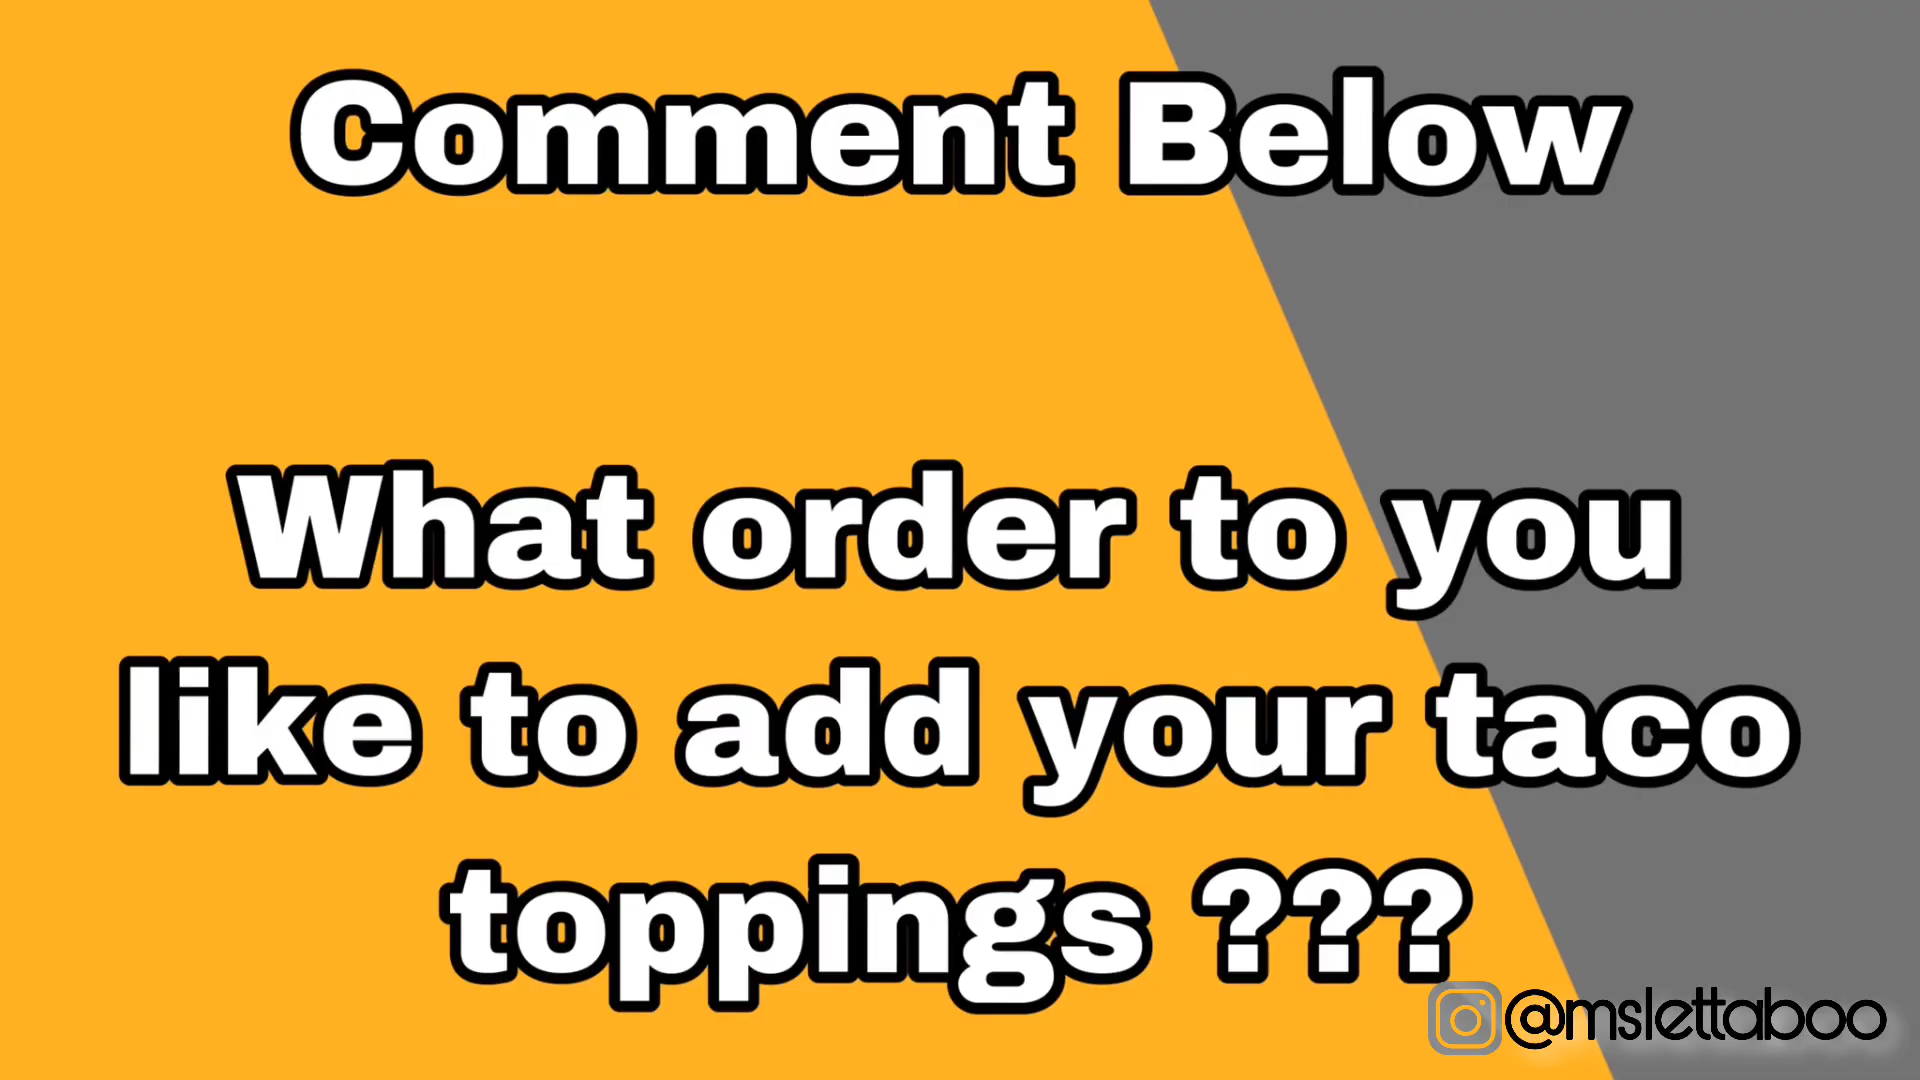 Comment Below
What order to you
like to add your taco
toppings ???
@mslettaboo